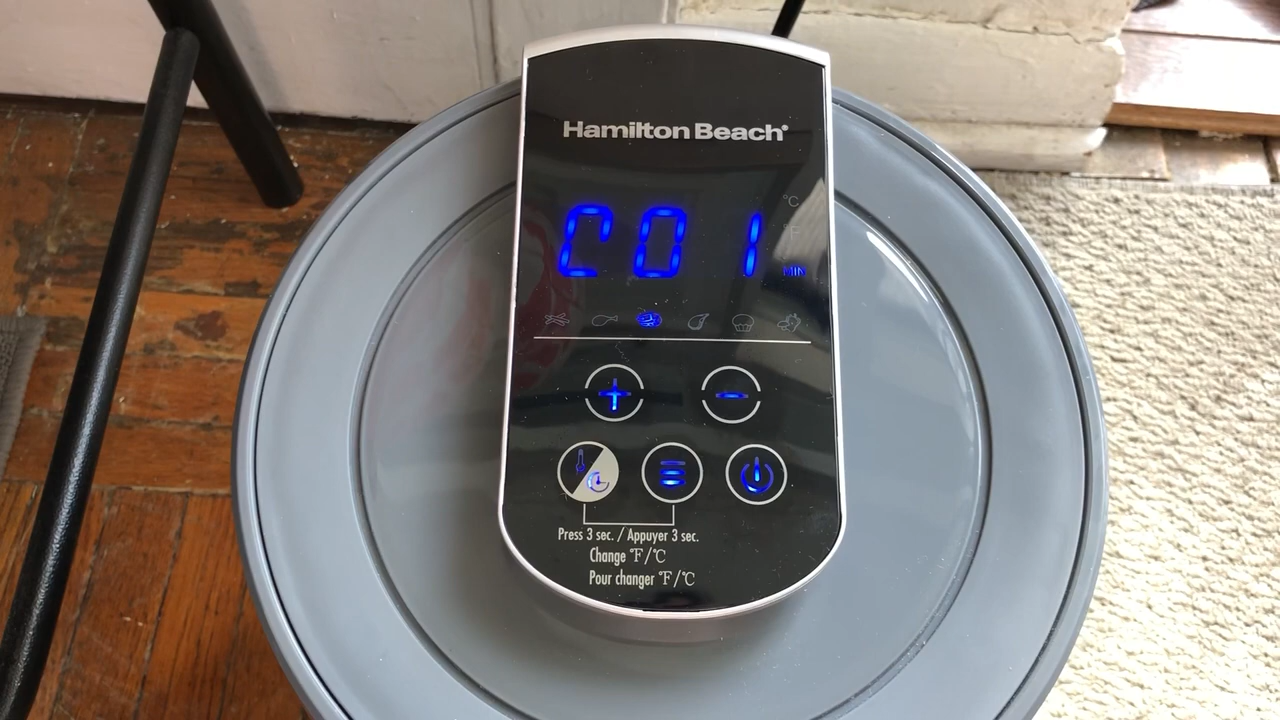 Hamilton Beach®
°C
°F
C01
MIN
Press 3 sec. / Appuyer 3 sec.
Change °F/°C
Pour changer °F/°C